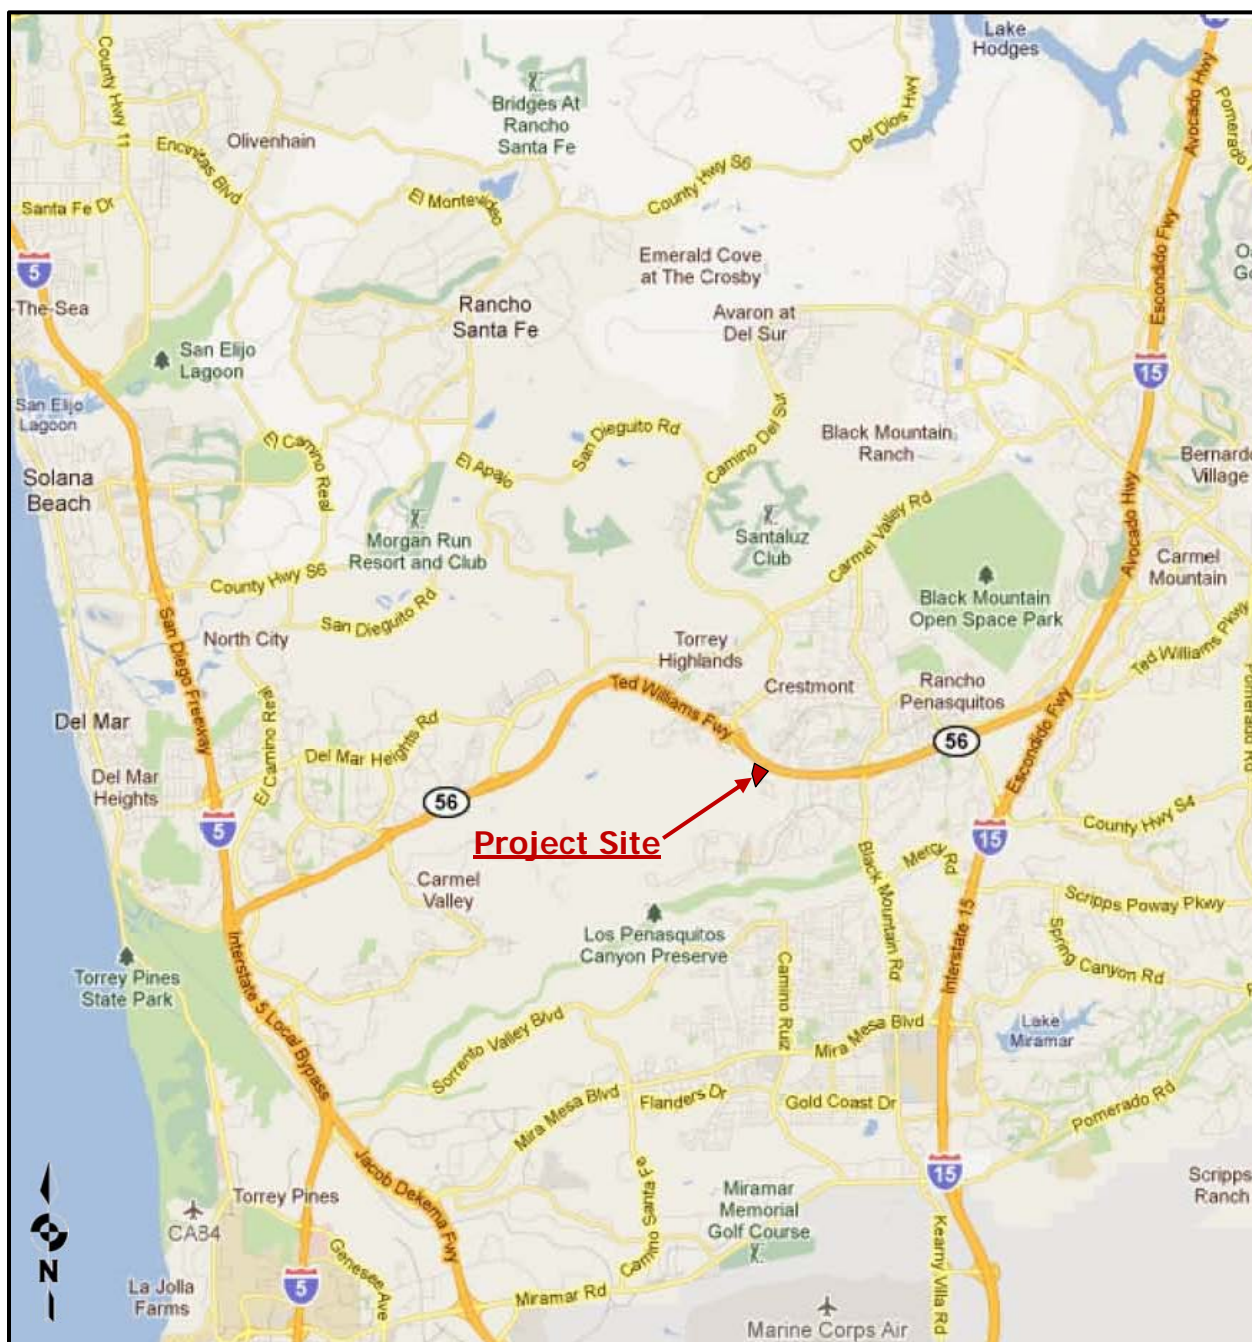 Lake
Hodges
15
County Hwy 11
Bridges At
Rancho
Santa Fe
Del Dios Hwy
Avocado Hwy
Pomerado
Olivenhain
Encinitas Blvd
Santa Fe Dr
El Montevideo
County Hwy S6
5
Emerald Cove
at The Crosby
Escondido Fwy
-The-Sea
Rancho
Santa Fe
Avaron at
Del Sur
San Elijo
Lagoon
15
San Elijo
Lagoon
El Camino Real
San Dieguito Rd
El Apajo
Camino Del Sur
Black Mountain
Ranch
Bernardo
Village
Solana
Beach
Avocado Hwy
Morgan Run
Resort and Club
Santaluz
Club
Carmel Valley Rd
Carmel
Mountain
County Hwy S6
Black Mountain
Open Space Park
San Diego Freeway
North City
San Dieguito Rd
Torrey
Highlands
Ted Williams Pkwy
Crestmont
Rancho
Penasquitos
Ted Williams Fwy
Del Mar
El Camino Real
Del Mar Heights Rd
56
Escondido Fwy
Pomerado Rd
Del Mar
Heights
56
5
Project Site
15
County Hwy S4
Black Mountain Rd
Mercy Rd
Carmel
Valley
Scripps Poway Pkwy
Los Penasquitos
Canyon Preserve
Interstate 15
Spring Canyon Rd
Torrey Pines
State Park
Interstate 5 Local Bypass
Camino Ruiz
Sorrento Valley Blvd
Mira Mesa Blvd
Lake
Miramar
Mira Mesa Blvd
Flanders Dr
Gold Coast Dr
Pomerado Rd
Jacob Dekema Fwy
Camino Santa Fe
15
Scripps
Ranch
Torrey Pines
Miramar
Memorial
Golf Course
CA84
Genesee Ave
Kearny Villa Rd
N
La Jolla
Farms
5
Miramar Rd
Marine Corps Air